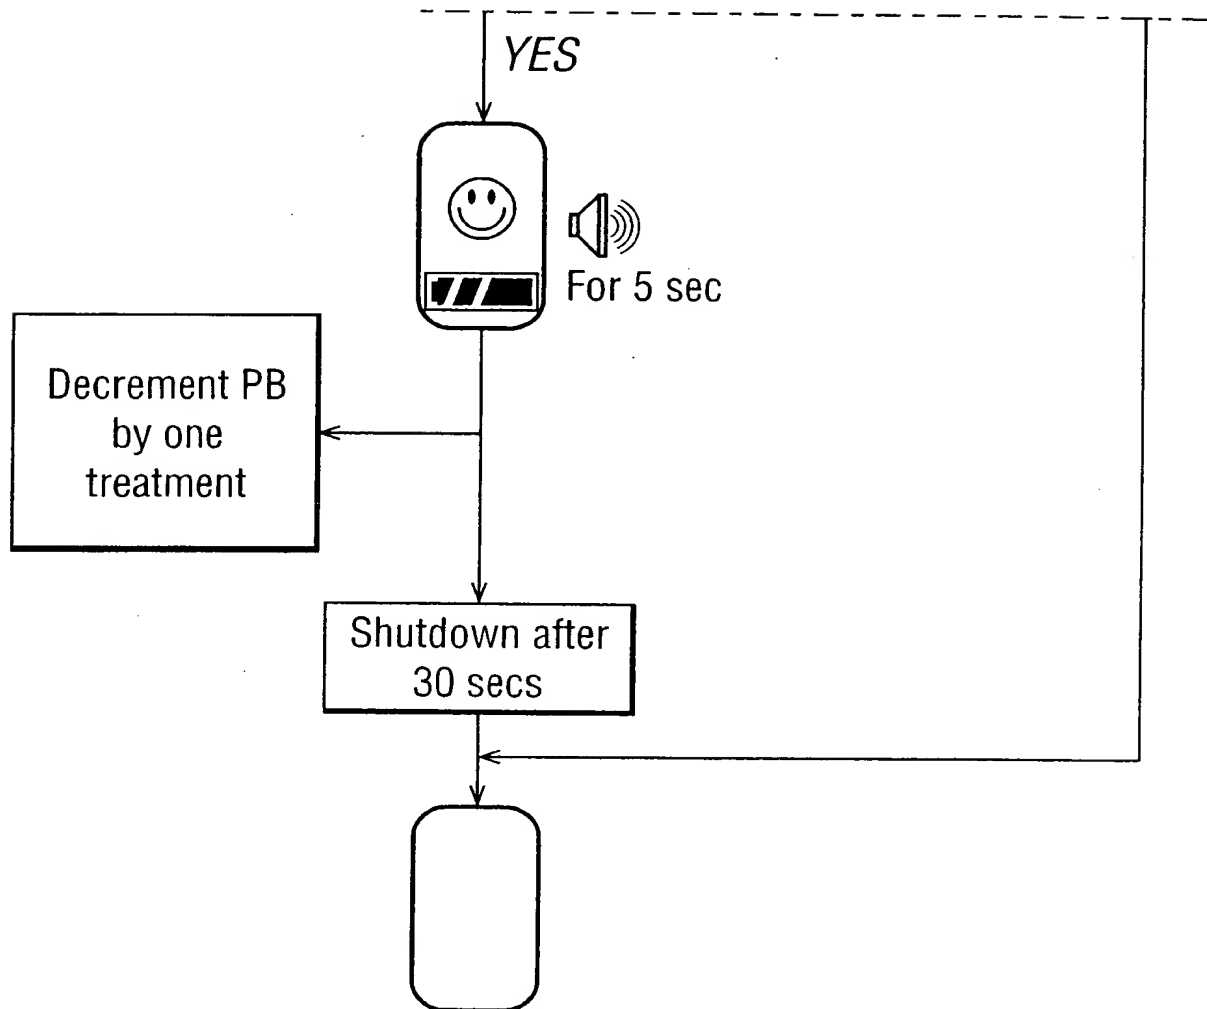 YES
For 5 sec
Decrement PB
by one
treatment
Shutdown after
30 secs